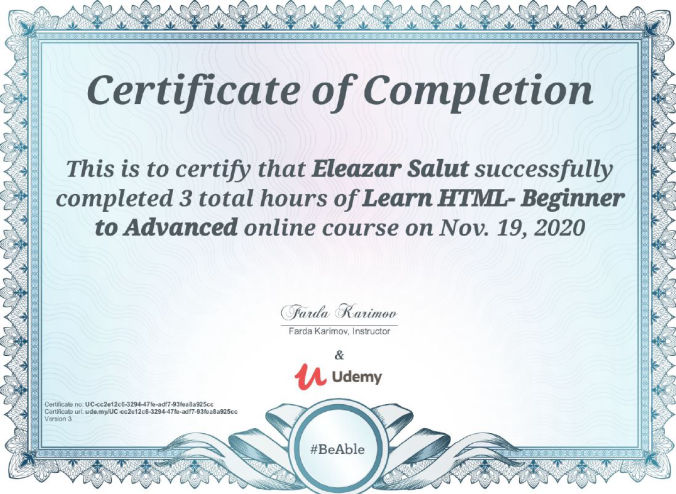 Certificate of Completion
This is to certify that Eleazar Salut successfully
completed 3 total hours of Learn HTML- Beginner
to Advanced online course on Nov. 19, 2020
Farda Karimov
Farda Karimov, Instructor
&
Udemy
Certificate no: UC-cc2e12c6-3294-47fe-adf7-93fea8a925cc
Certificate url: ude.my/UC-cc2e12c6-3294-47fe-adf7-93fea8a925cc
Version 3
#BeAble